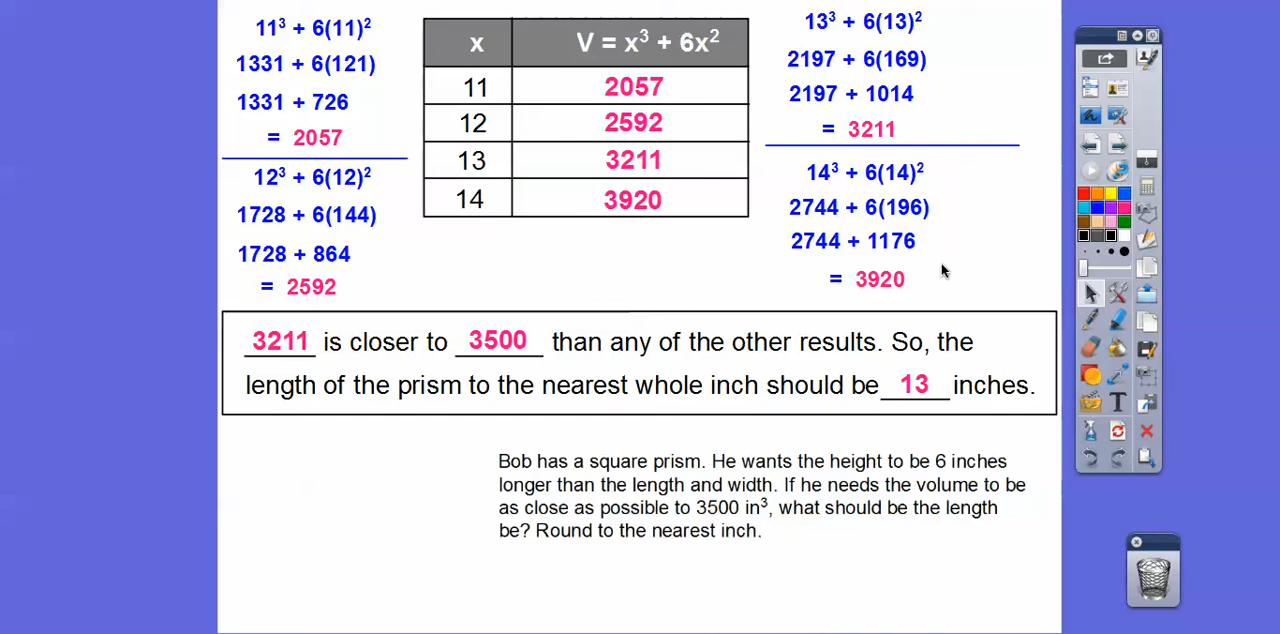 11³ + 6(11)²
1331 + 6(121)
1331 + 726
= 2057
12³ + 6(12)²
1728 + 6(144)
1728 + 864
= 2592
x V = x³ + 6x²
11 2057
12 2592
13 3211
14 3920
13³ + 6(13)²
2197 + 6(169)
2197 + 1014
= 3211
14³ + 6(14)²
2744 + 6(196)
2744 + 1176
= 3920
3211 is closer to 3500 than any of the other results. So, the
length of the prism to the nearest whole inch should be 13 inches.
Bob has a square prism. He wants the height to be 6 inches
longer than the length and width. If he needs the volume to be
as close as possible to 3500 in³, what should be the length
be? Round to the nearest inch.
T